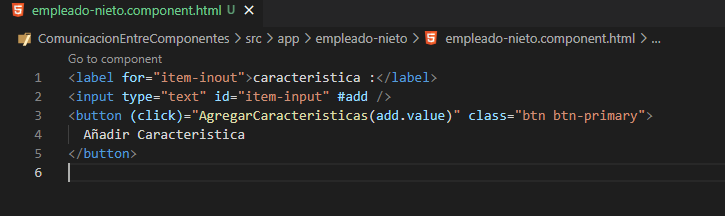 empleado-nieto.component.html U X
ComunicacionEntreComponentes > src > app > empleado-nieto > empleado-nieto.component.html > ...
Go to component
1 <label for="item-inout">caracteristica :</label>
2 <input type="text" id="item-input" #add />
3 <button (click)="AgregarCaracteristicas(add.value)" class="btn btn-primary">
4 Añadir Caracteristica
5 </button>
6